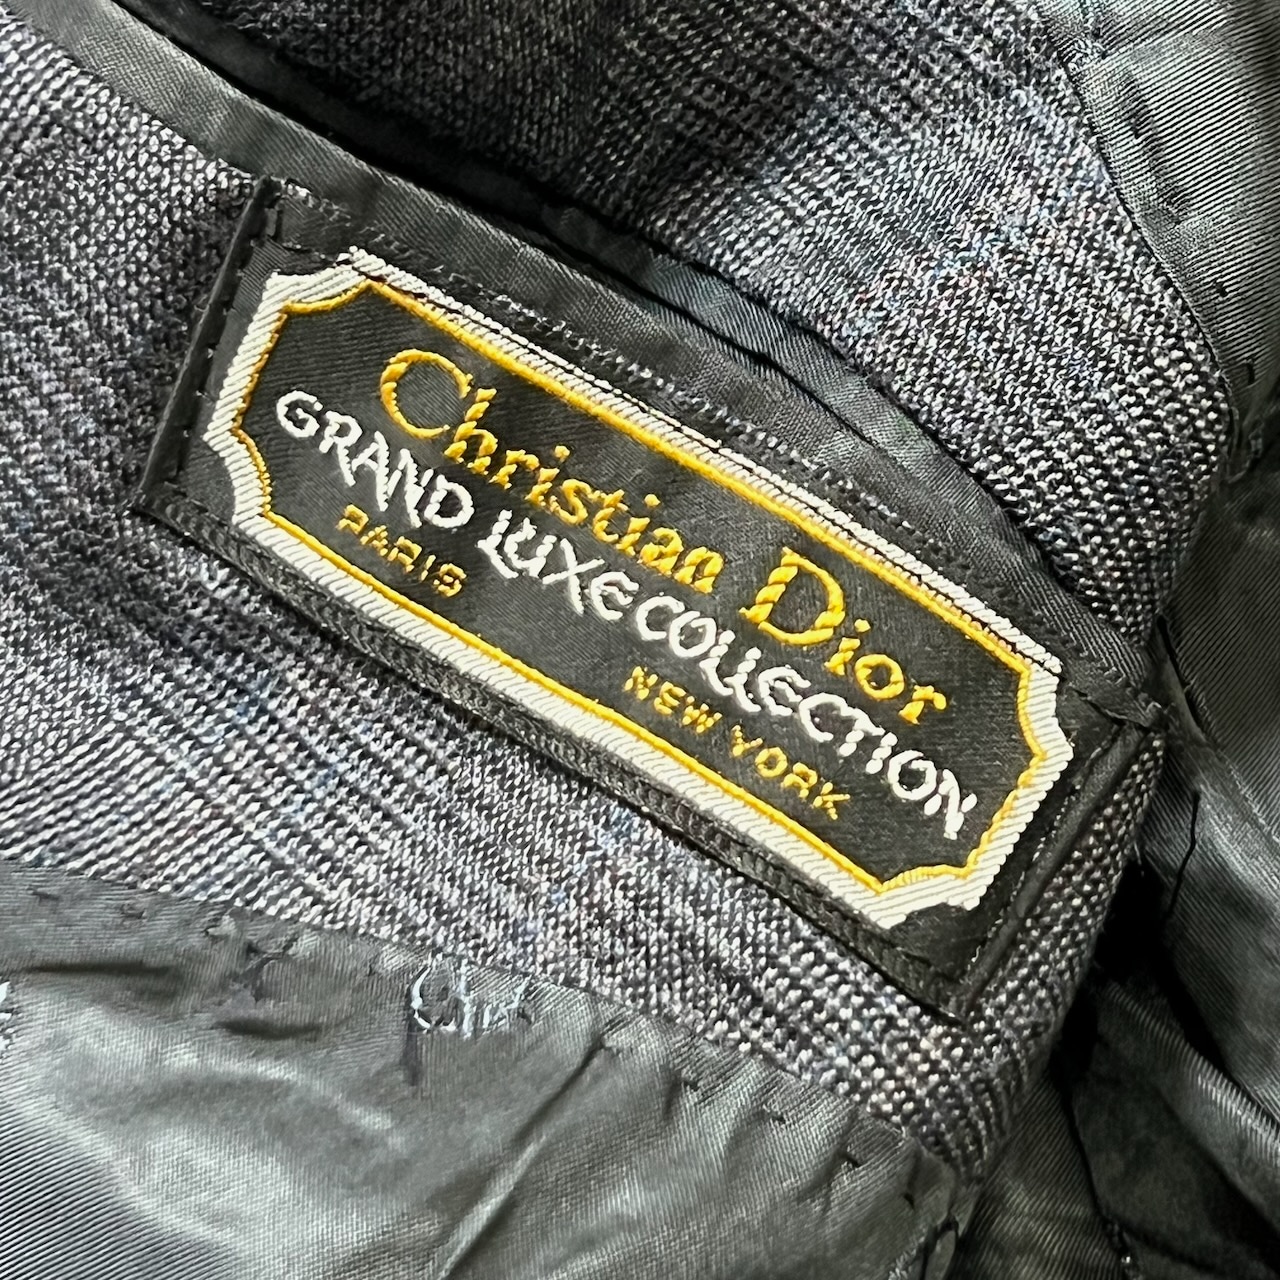 Christian Dior
GRAND LUXE COLLECTION
PARIS NEW YORK